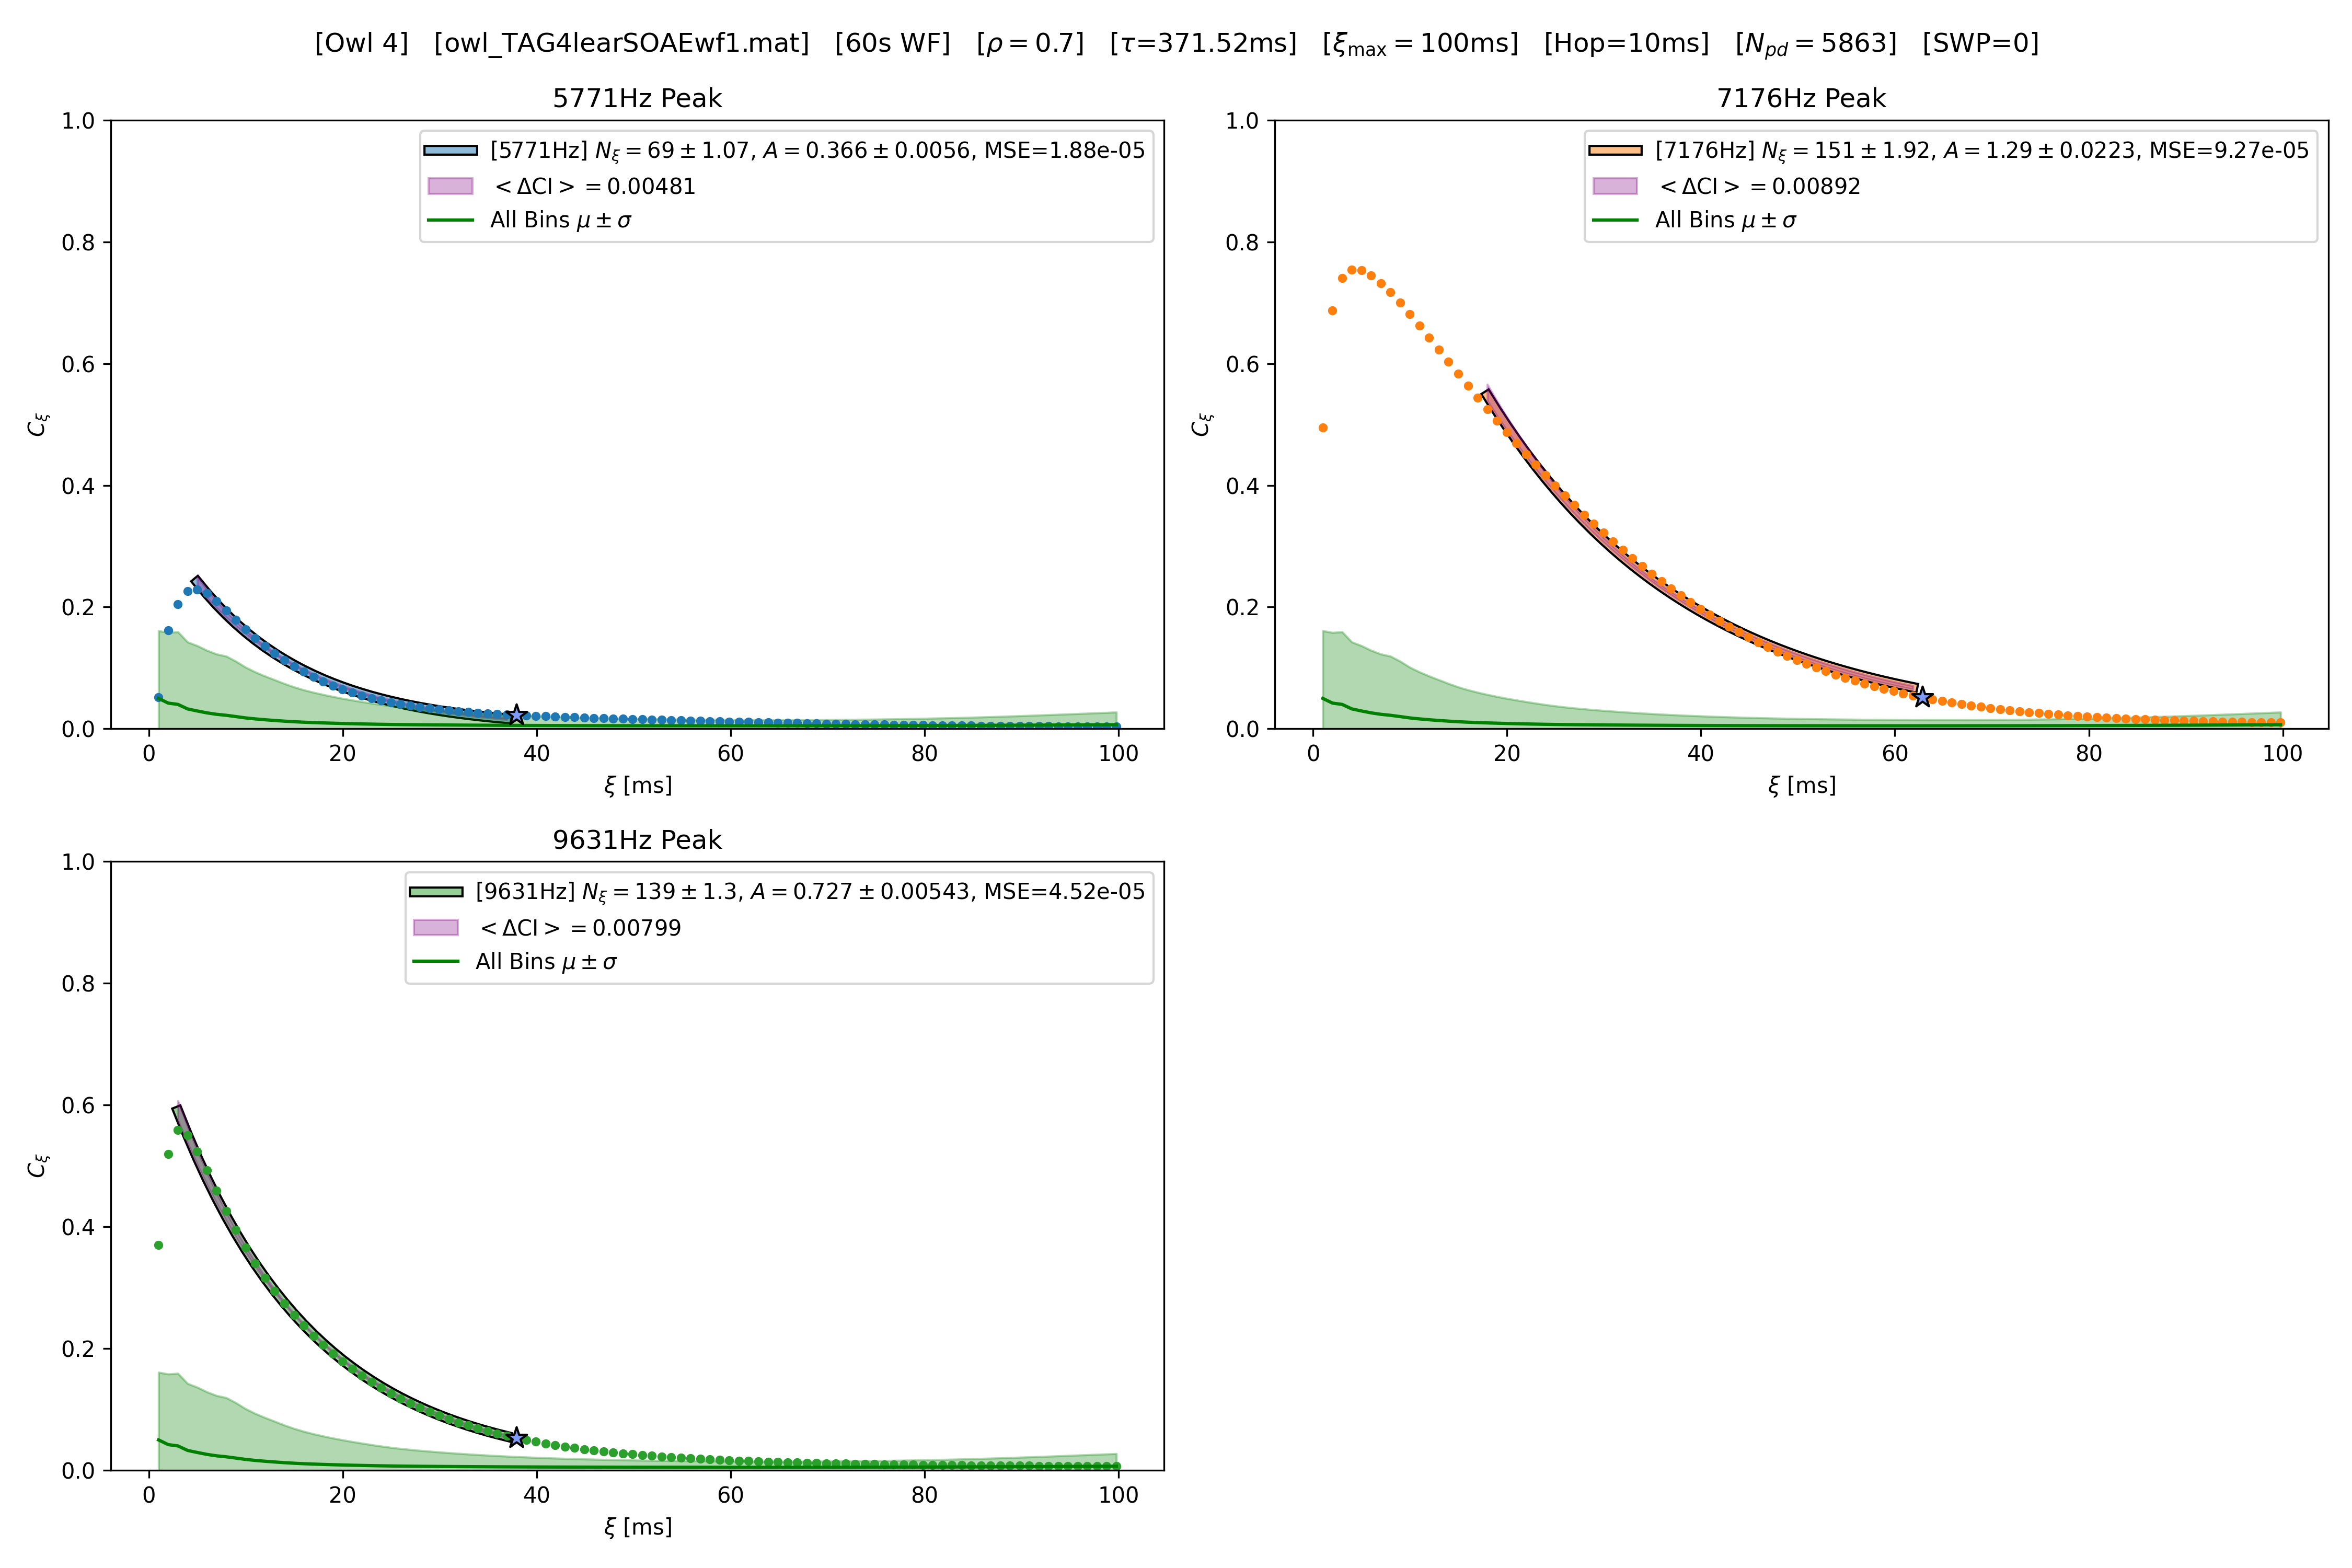 [Owl 4] [owl_TAG4learSOAEwf1.mat] [60s WF] [ρ = 0.7] [τ=371.52ms] [ξmax = 100ms] [Hop=10ms] [Npd = 5863] [SWP=0]
5771Hz Peak
1.0
0.8
0.6
0.4
0.2
0.0
Cξ
[5771Hz] Nξ = 69 ± 1.07, A = 0.366 ± 0.0056, MSE=1.88e-05
< ΔCI > = 0.00481
All Bins μ ± σ
0 20 40 60 80 100
ξ [ms]
7176Hz Peak
1.0
0.8
0.6
0.4
0.2
0.0
Cξ
[7176Hz] Nξ = 151 ± 1.92, A = 1.29 ± 0.0223, MSE=9.27e-05
< ΔCI > = 0.00892
All Bins μ ± σ
0 20 40 60 80 100
ξ [ms]
9631Hz Peak
1.0
0.8
0.6
0.4
0.2
0.0
Cξ
[9631Hz] Nξ = 139 ± 1.3, A = 0.727 ± 0.00543, MSE=4.52e-05
< ΔCI > = 0.00799
All Bins μ ± σ
0 20 40 60 80 100
ξ [ms]